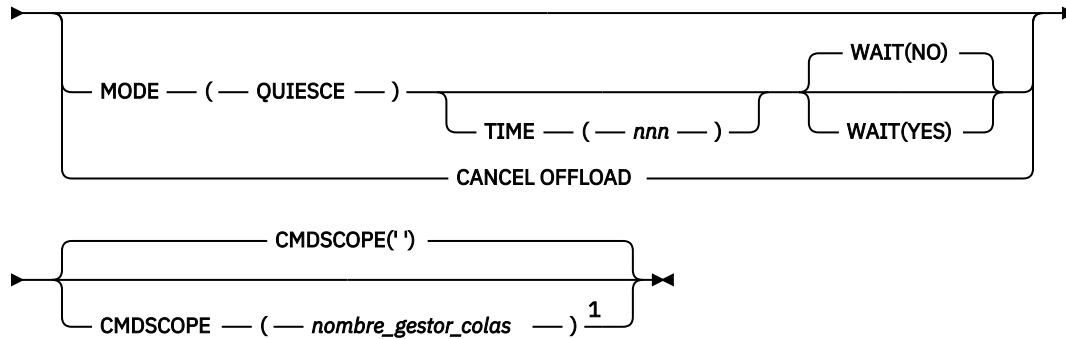 WAIT(NO)
MODE ( QUIESCE )
TIME ( nnn ) WAIT(YES)
CANCEL OFFLOAD
CMDSCOPE(' ')
CMDSCOPE ( nombre_gestor_colas ) 1